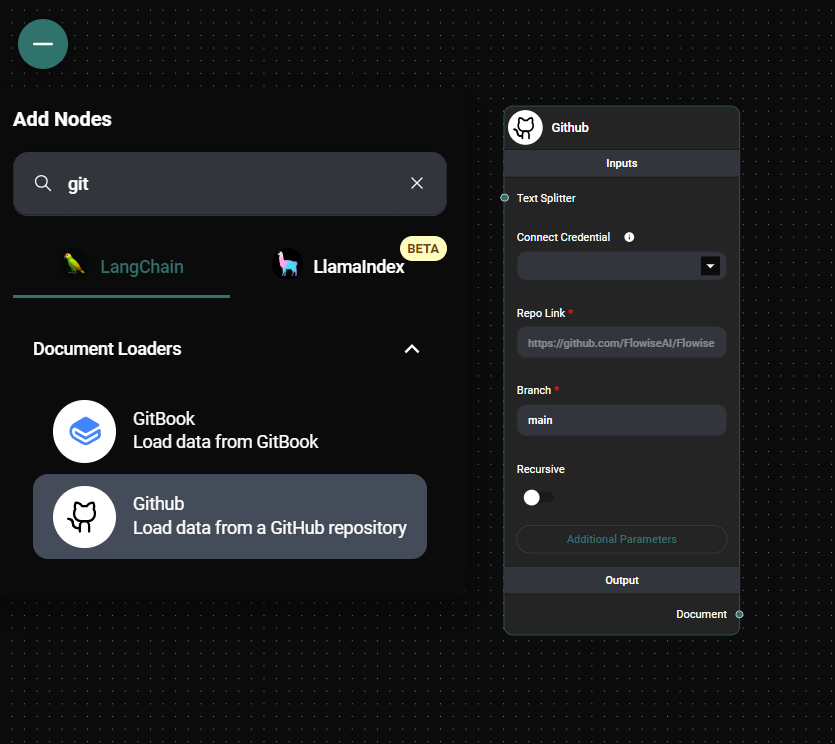 Add Nodes
git
LangChain
LlamaIndex
BETA
Document Loaders
GitBook
Load data from GitBook
Github
Load data from a GitHub repository
Github
Inputs
Text Splitter
Connect Credential
Repo Link *
https://github.com/FlowiseAI/Flowise
Branch *
main
Recursive
Additional Parameters
Output
Document